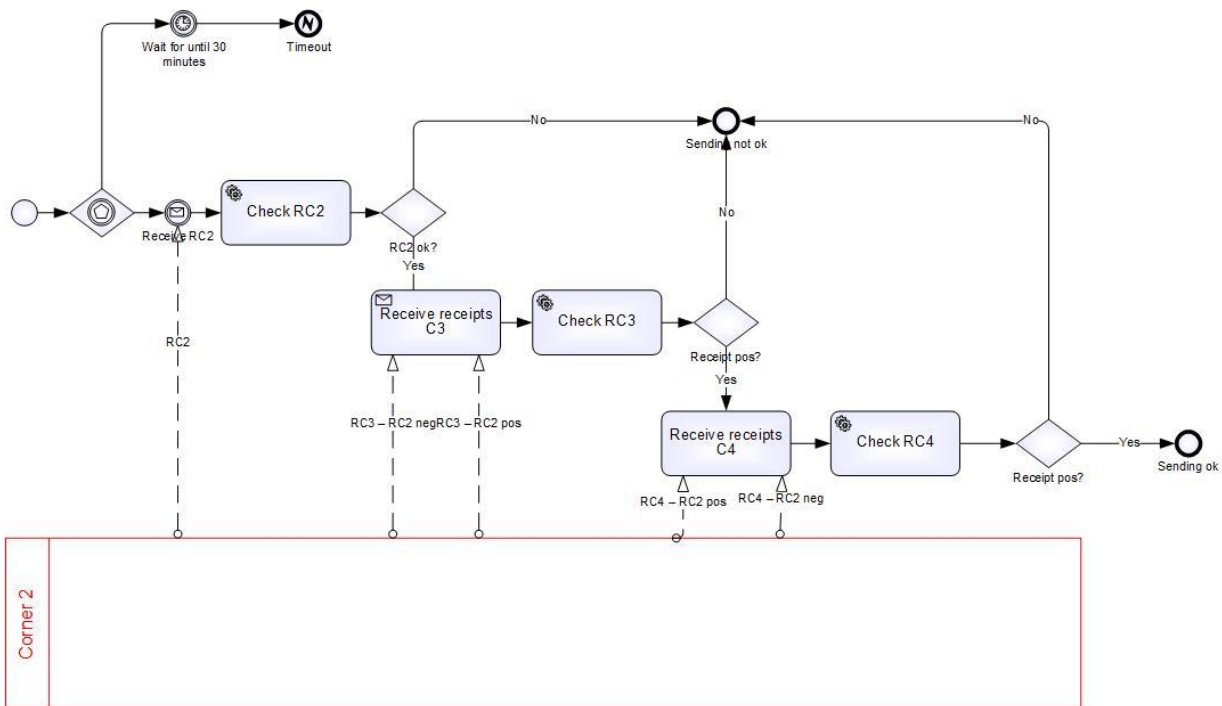 Wait for until 30
minutes
Timeout
No
No
Sending not ok
Check RC2
Receive RC2
RC2 ok?
Yes
No
Receive receipts
C3
Check RC3
Receipt pos?
RC2
Yes
RC3 – RC2 neg
RC3 – RC2 pos
Receive receipts
C4
Check RC4
Yes
Sending ok
Receipt pos?
RC4 – RC2 pos
RC4 – RC2 neg
Corner 2